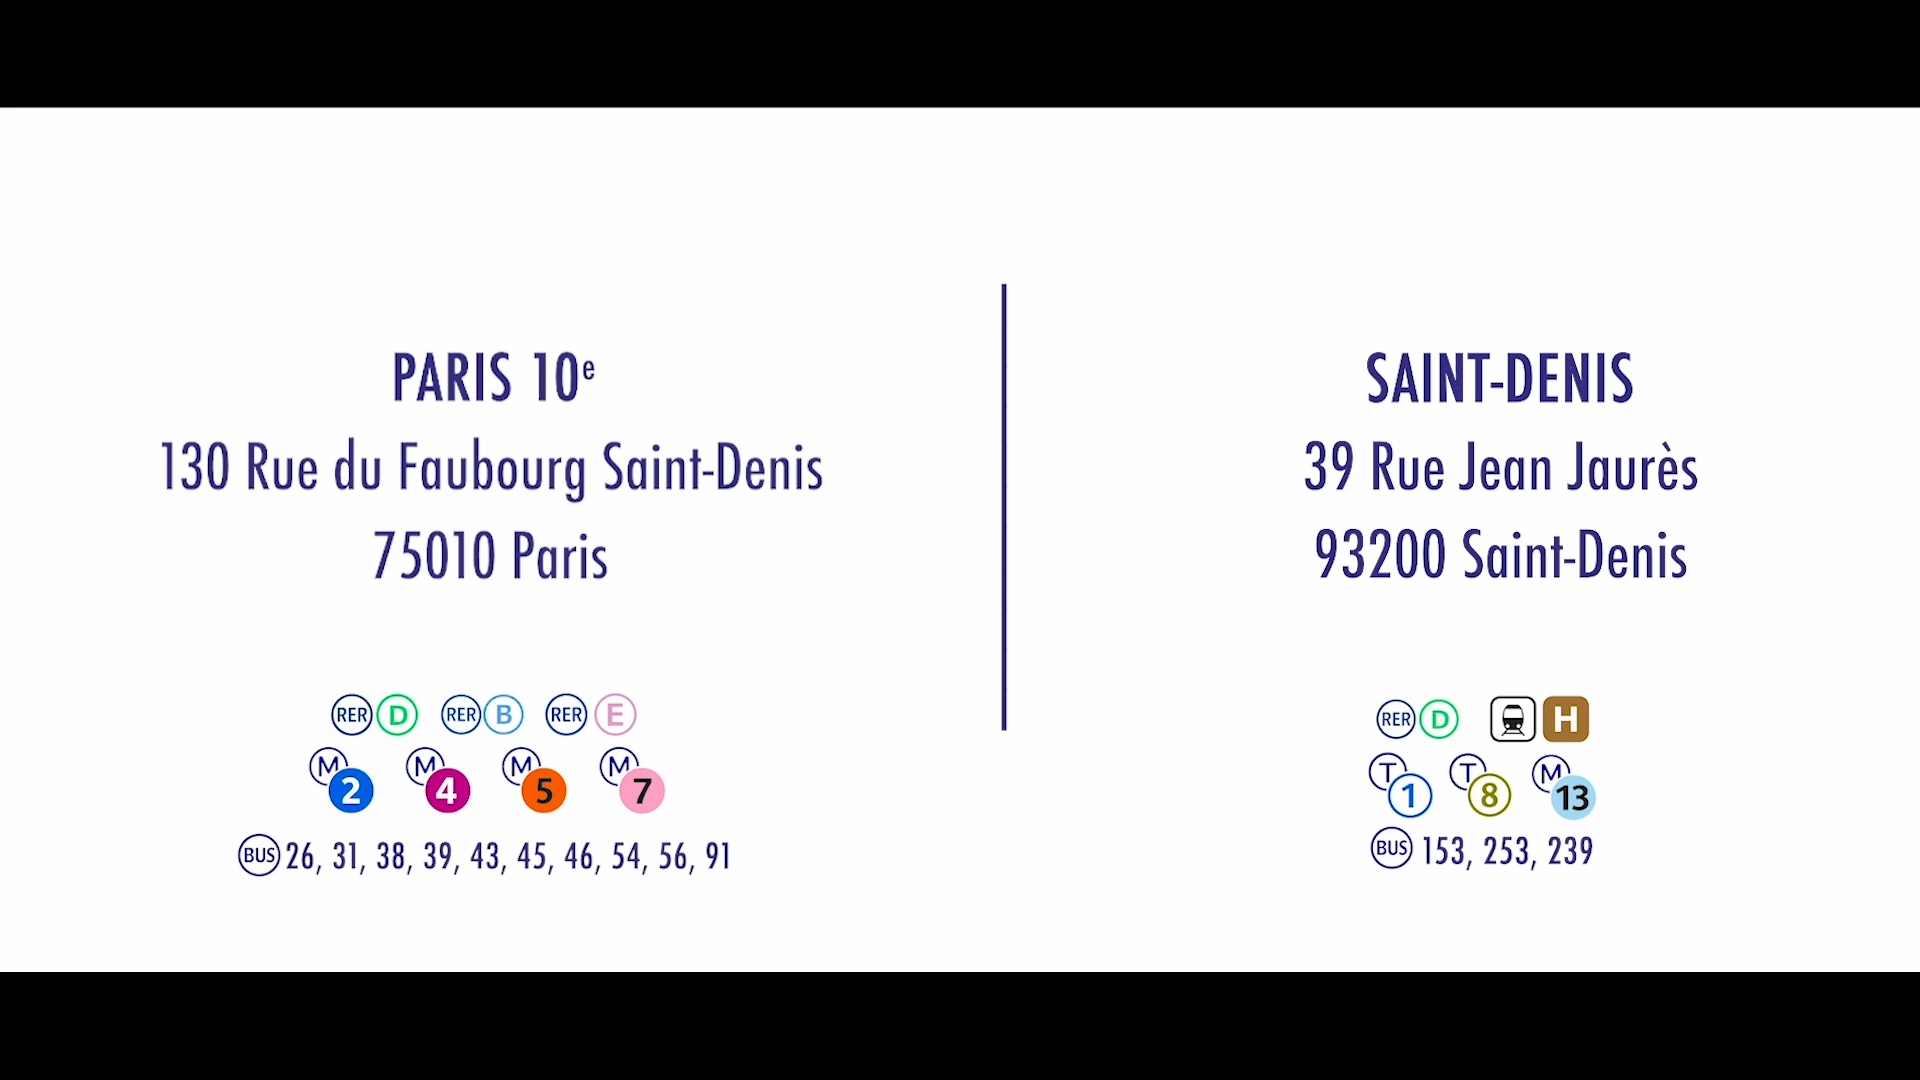 PARIS 10e
130 Rue du Faubourg Saint-Denis
75010 Paris
RER D RER B RER E
M 2 M 4 M 5 M 7
BUS 26, 31, 38, 39, 43, 45, 46, 54, 56, 91
SAINT-DENIS
39 Rue Jean Jaurès
93200 Saint-Denis
RER D H
T 1 T 8 M 13
BUS 153, 253, 239